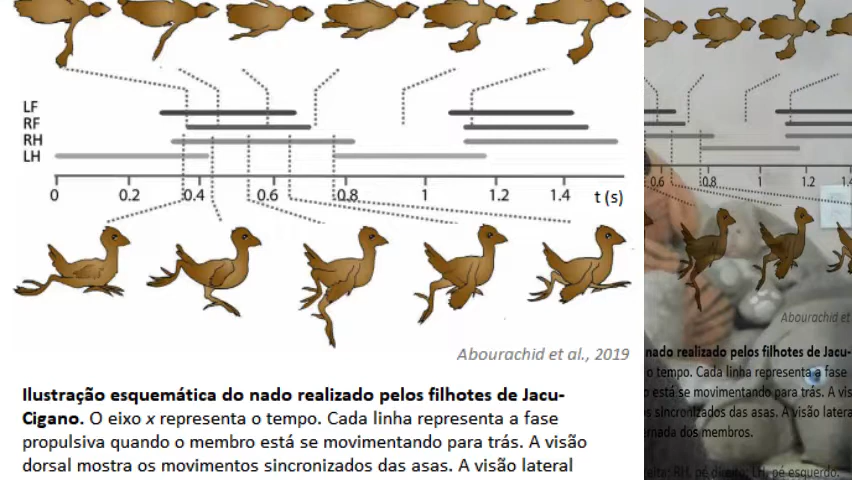 LF
RF
RH
LH
0 0.2 0.4 0.6 0.8 1 1.2 1.4 t (s)
Abourachid et al., 2019
Ilustração esquemática do nado realizado pelos filhotes de Jacu-
Cigano. O eixo x representa o tempo. Cada linha representa a fase
propulsiva quando o membro está se movimentando para trás. A visão
dorsal mostra os movimentos sincronizados das asas. A visão lateral
0.6 0.8 1 1.2
Abourachid et
nado realizado pelos filhotes de Jacu-
o tempo. Cada linha representa a fase
está se movimentando para trás. A vis
sincronizados das asas. A visão latera
rnada dos membros.
eita; RH, pé direito; LH, pé esquerdo.